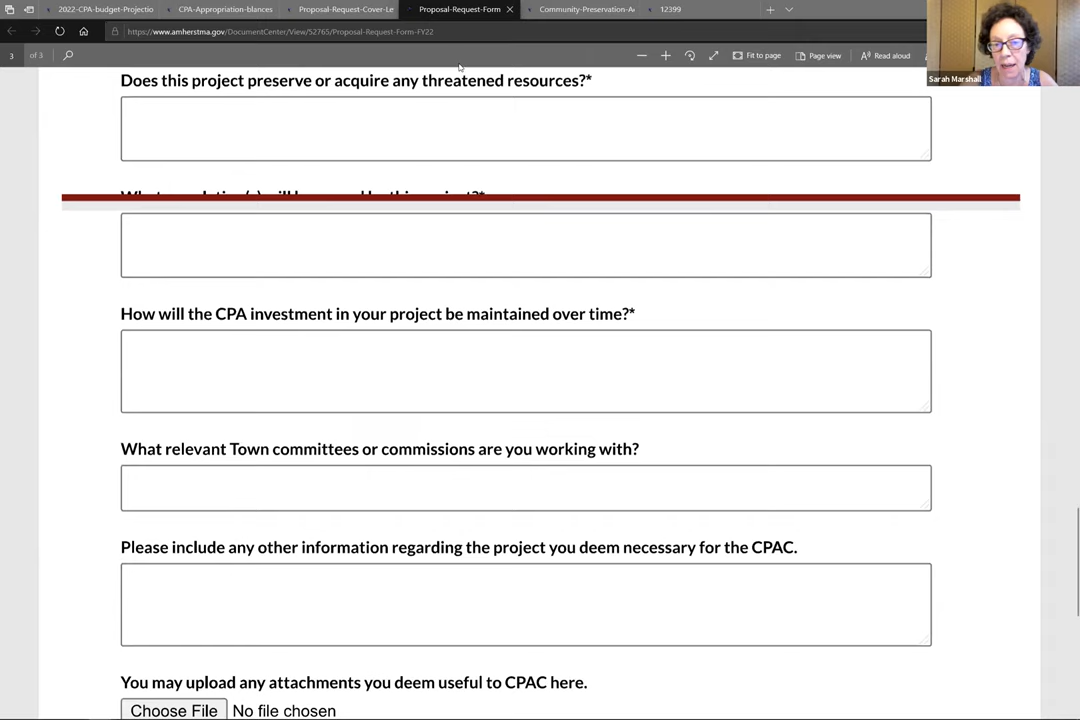 2022-CPA-budget-Projectio
CPA-Appropriation-blances
Proposal-Request-Cover-Le
Proposal-Request-Form
Community-Preservation-A
12399
https://www.amherstma.gov/DocumentCenter/View/52765/Proposal-Request-Form-FY22
3 of 3
Fit to page
Page view
Read aloud
Sarah Marshall
Does this project preserve or acquire any threatened resources?*
How will the CPA investment in your project be maintained over time?*
What relevant Town committees or commissions are you working with?
Please include any other information regarding the project you deem necessary for the CPAC.
You may upload any attachments you deem useful to CPAC here.
Choose File No file chosen